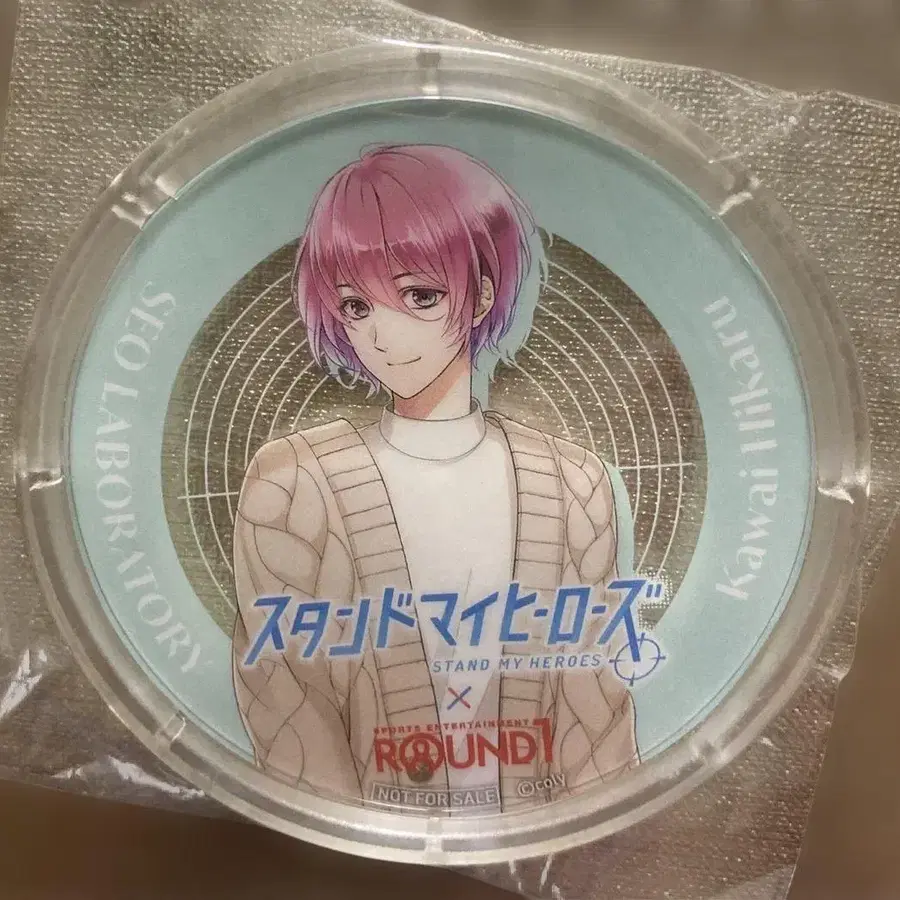 SEO LABORATORY
Kawai Hikaru
スタンドマイヒーローズ
STAND MY HEROES
×
SPORTS ENTERTAINMENT
ROUND1
NOT FOR SALE
©coly